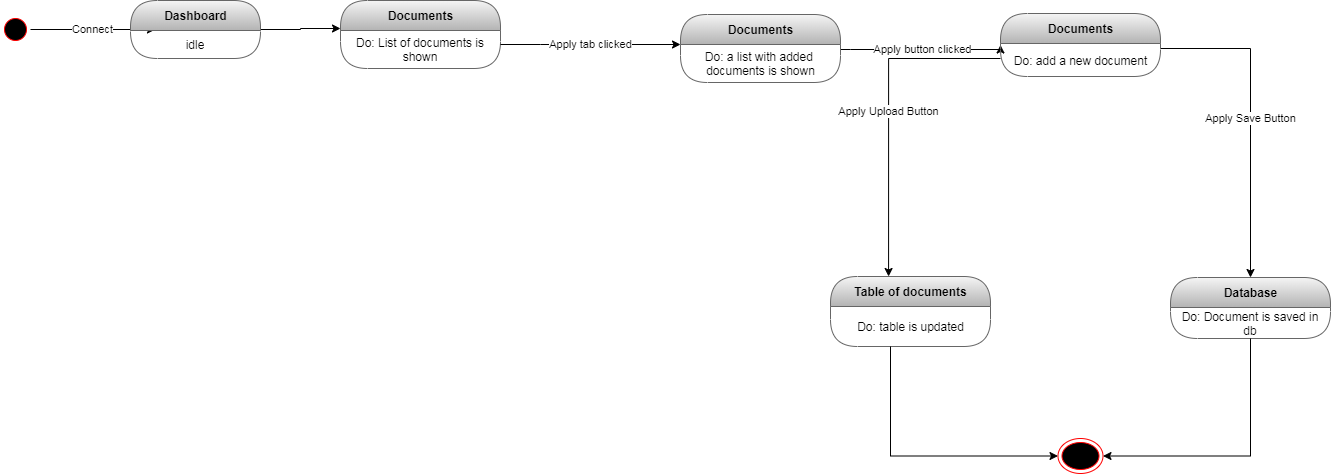 Connect
Dashboard
idle
Documents
Do: List of documents is
shown
Apply tab clicked
Documents
Do: a list with added
documents is shown
Apply button clicked
Documents
Do: add a new document
Apply Upload Button
Apply Save Button
Table of documents
Do: table is updated
Database
Do: Document is saved in
db